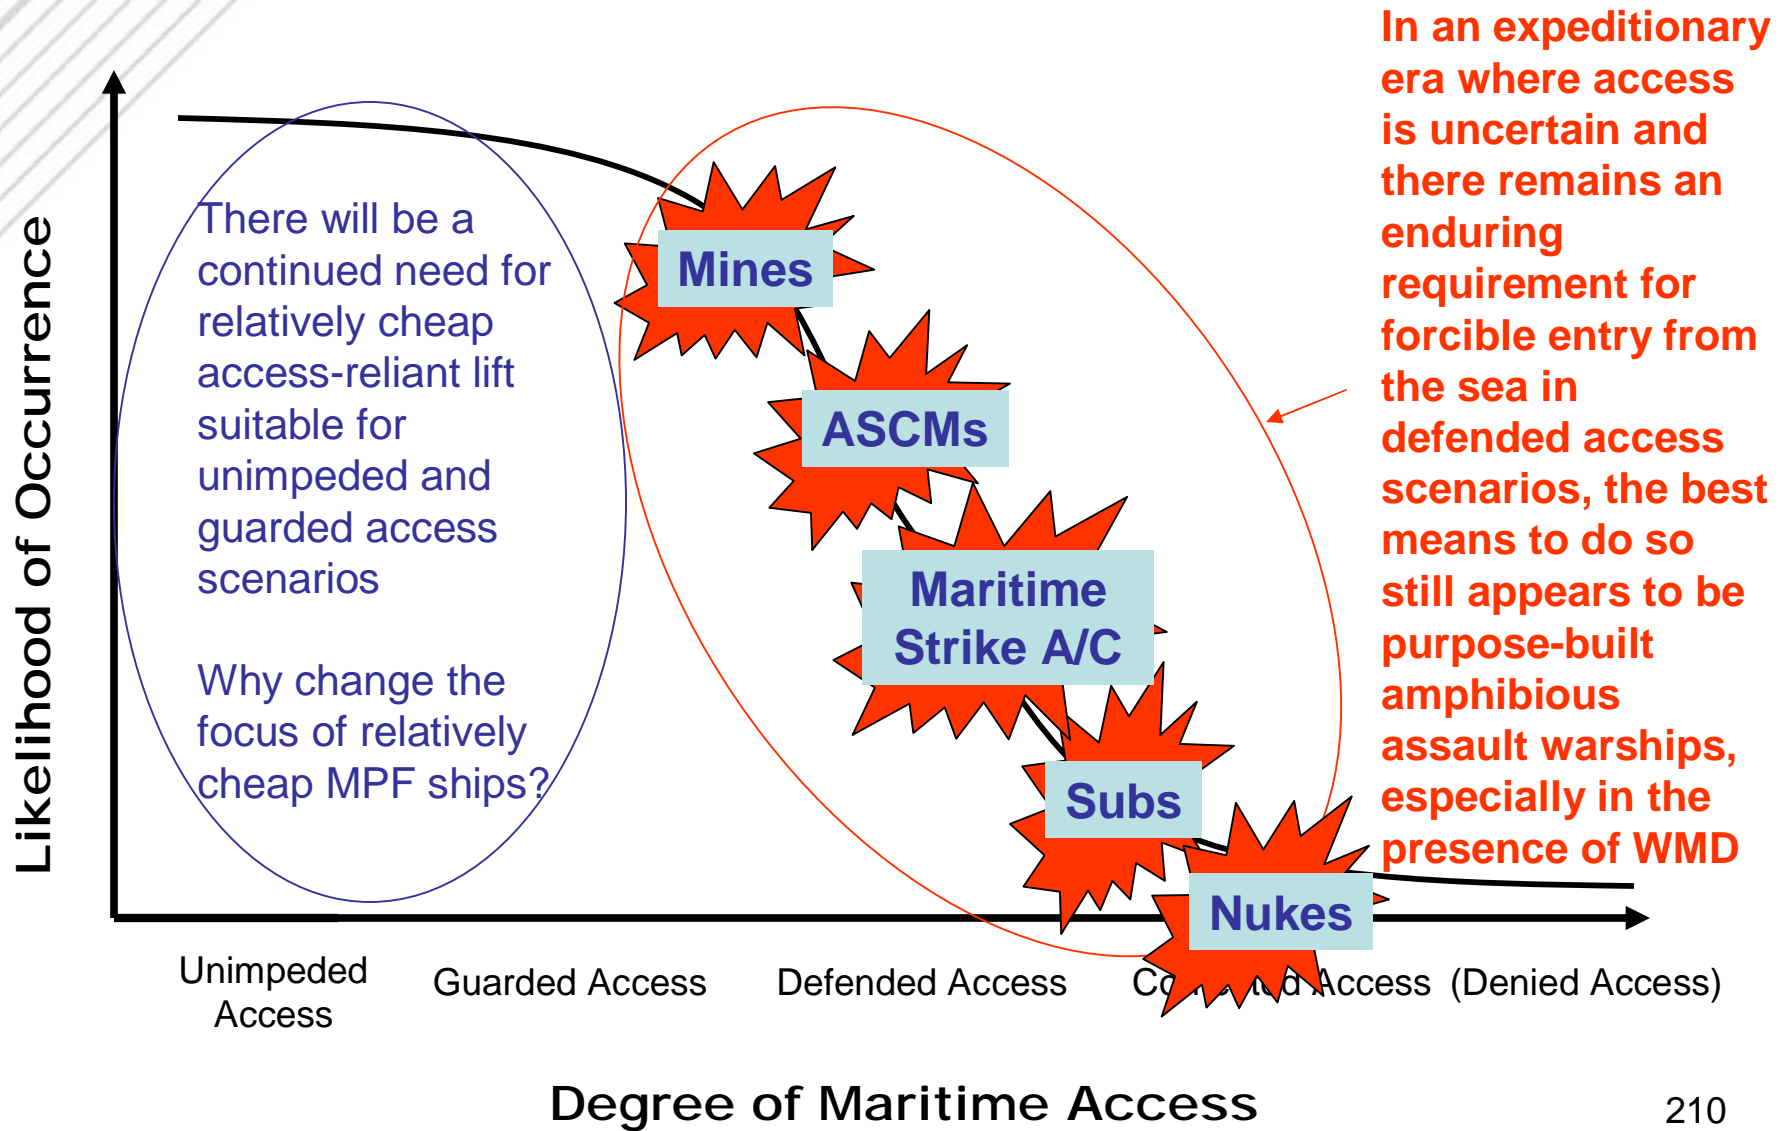 In an expeditionary
era where access
is uncertain and
there remains an
enduring
requirement for
forcible entry from
the sea in
defended access
scenarios, the best
means to do so
still appears to be
purpose-built
amphibious
assault warships,
especially in the
presence of WMD
Likelihood of Occurrence
There will be a
continued need for
relatively cheap
access-reliant lift
suitable for
unimpeded and
guarded access
scenarios
Why change the
focus of relatively
cheap MPF ships?
Mines
ASCMs
Maritime
Strike A/C
Subs
Nukes
Unimpeded
Access
Guarded Access
Defended Access
Access
(Denied Access)
Degree of Maritime Access
210